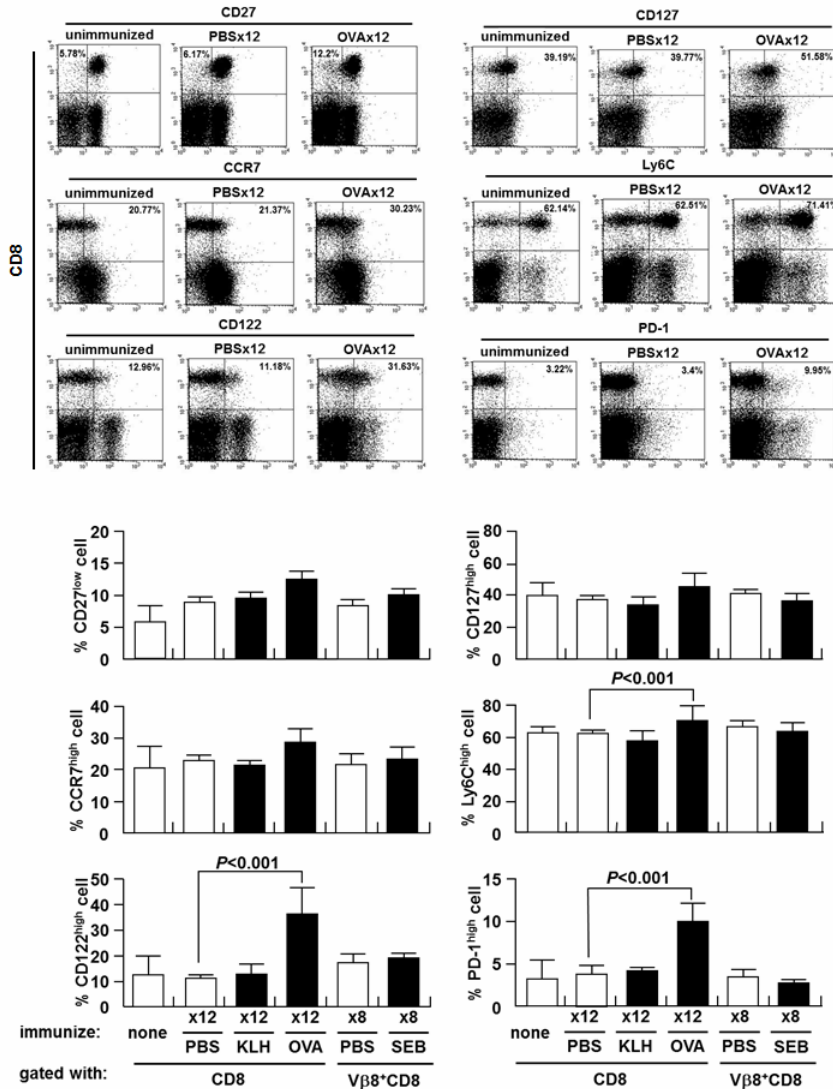 CD27
unimmunized PBSx12 OVAx12
5.78% 6.17% 12.2%
CD127
unimmunized PBSx12 OVAx12
39.19% 39.77% 51.58%
CCR7
unimmunized PBSx12 OVAx12
20.77% 21.37% 30.23%
Ly6C
unimmunized PBSx12 OVAx12
62.14% 62.51% 71.41%
CD122
unimmunized PBSx12 OVAx12
12.96% 11.18% 31.63%
PD-1
unimmunized PBSx12 OVAx12
3.22% 3.4% 9.95%
CD8
% CD27low cell
20
15
10
5
0
% CD127high cell
80
60
40
20
0
% CCR7high cell
40
30
20
10
0
% Ly6Chigh cell
80
60
40
20
0
P<0.001
% CD122high cell
50
40
30
20
10
0
P<0.001
% PD-1high cell
15
10
5
0
P<0.001
immunize: none x12 PBS x12 KLH x12 OVA x8 PBS x8 SEB
none x12 PBS x12 KLH x12 OVA x8 PBS x8 SEB
gated with: CD8 Vβ8+CD8
CD8 Vβ8+CD8